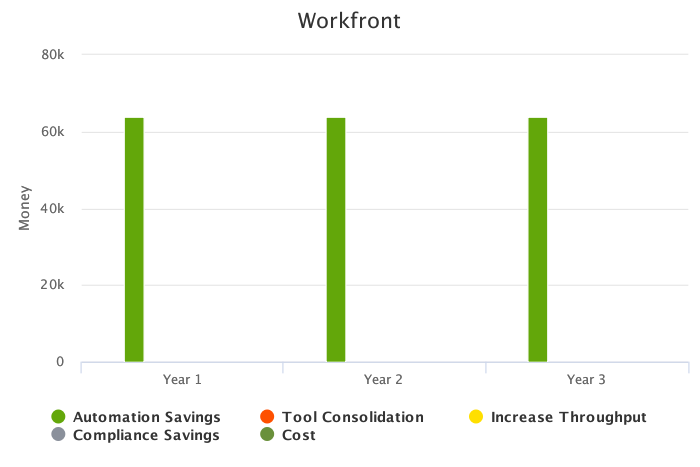 Workfront
80k
60k
40k
20k
0
Money
Year 1 Year 2 Year 3
Automation Savings Tool Consolidation Increase Throughput
Compliance Savings Cost